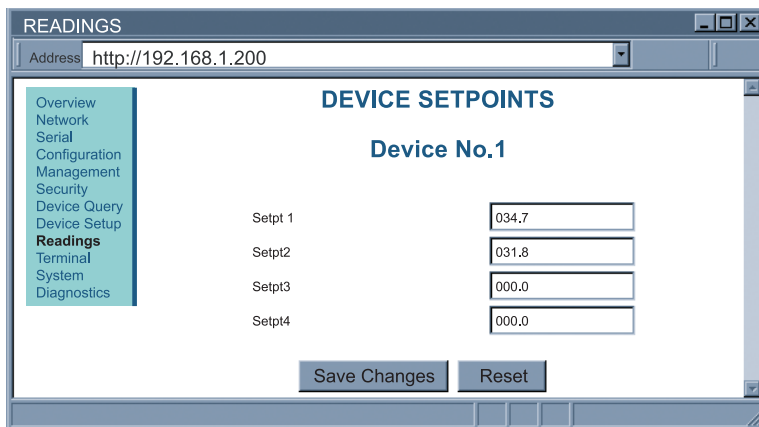 READINGS
Address http://192.168.1.200
DEVICE SETPOINTS
Device No.1
Overview
Network
Serial
Configuration
Management
Security
Device Query
Device Setup
Readings
Terminal
System
Diagnostics
Setpt 1 034.7
Setpt2 031.8
Setpt3 000.0
Setpt4 000.0
Save Changes Reset